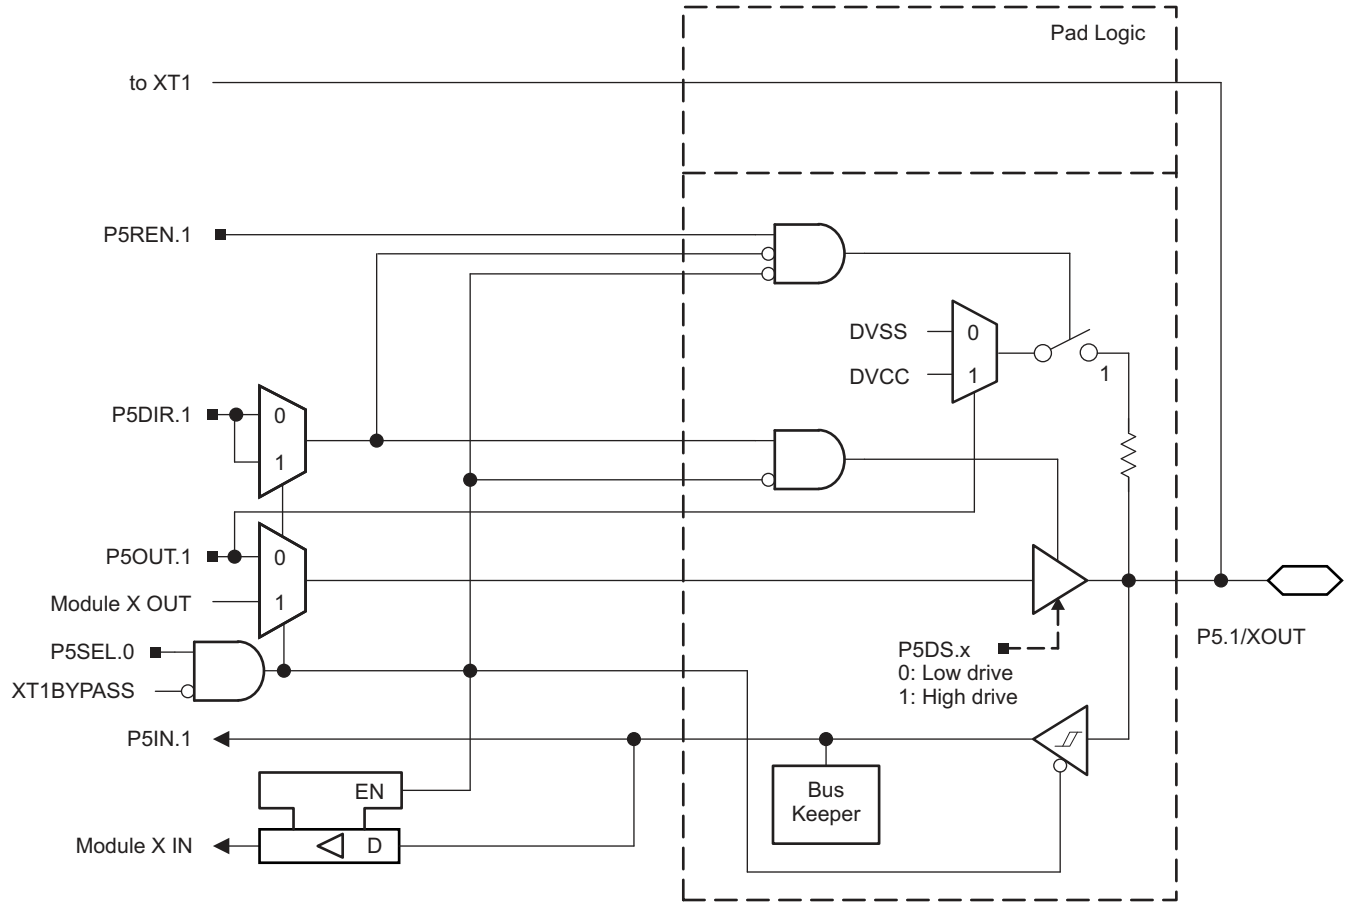 Pad Logic
to XT1
P5REN.1
DVSS
0
DVCC
1
1
P5DIR.1
0
1
P5OUT.1
0
Module X OUT
1
P5SEL.0
XT1BYPASS
P5DS.x
0: Low drive
1: High drive
P5.1/XOUT
P5IN.1
Bus
Keeper
EN
Module X IN
D